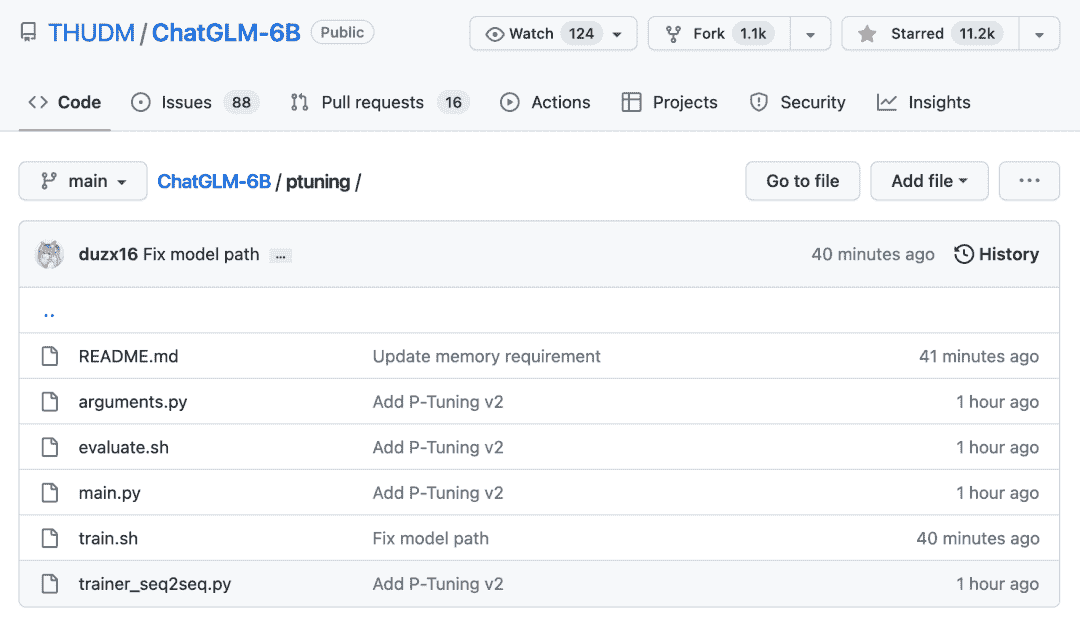 THUDM / ChatGLM-6B Public Watch 124 Fork 1.1k Starred 11.2k
Code Issues 88 Pull requests 16 Actions Projects Security Insights
main ChatGLM-6B / ptuning / Go to file Add file ...
duzx16 Fix model path ... 40 minutes ago History
..
README.md Update memory requirement 41 minutes ago
arguments.py Add P-Tuning v2 1 hour ago
evaluate.sh Add P-Tuning v2 1 hour ago
main.py Add P-Tuning v2 1 hour ago
train.sh Fix model path 40 minutes ago
trainer_seq2seq.py Add P-Tuning v2 1 hour ago